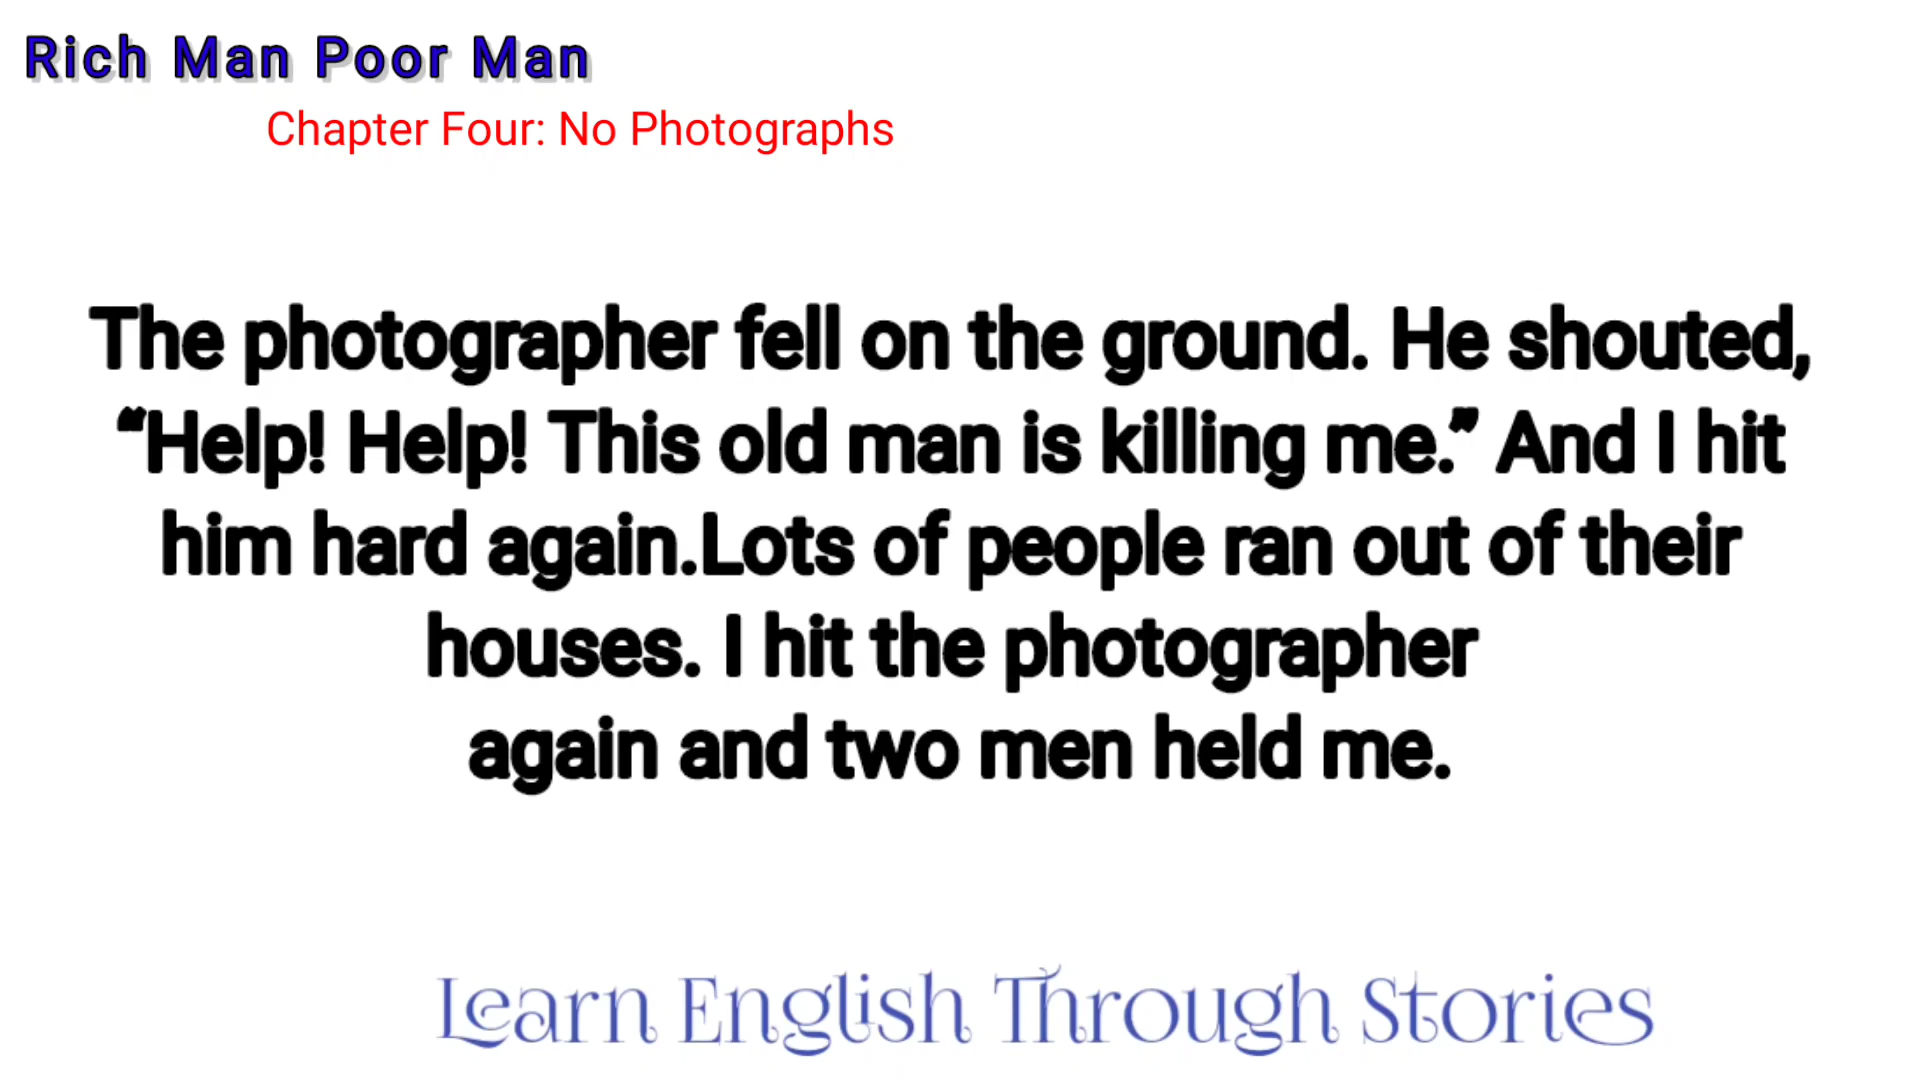 Rich Man Poor Man
Chapter Four: No Photographs
The photographer fell on the ground. He shouted,
“Help! Help! This old man is killing me.” And I hit
him hard again.Lots of people ran out of their
houses. I hit the photographer
again and two men held me.
Learn English Through Stories